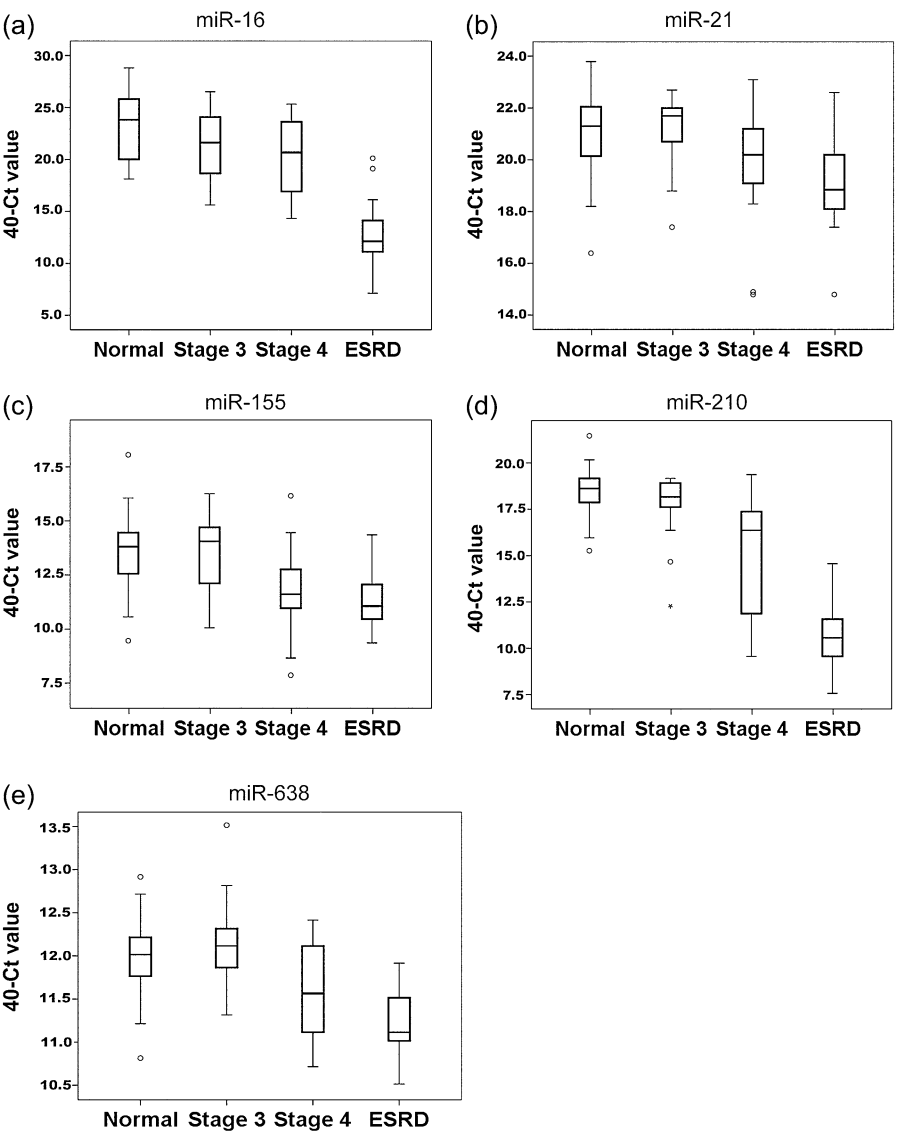 (a) miR-16
30.0
25.0
20.0
15.0
10.0
5.0
40-Ct value
Normal Stage 3 Stage 4 ESRD
(b) miR-21
24.0
22.0
20.0
18.0
16.0
14.0
40-Ct value
Normal Stage 3 Stage 4 ESRD
(c) miR-155
17.5
15.0
12.5
10.0
7.5
40-Ct value
Normal Stage 3 Stage 4 ESRD
(d) miR-210
20.0
17.5
15.0
12.5
10.0
7.5
40-Ct value
Normal Stage 3 Stage 4 ESRD
(e) miR-638
13.5
13.0
12.5
12.0
11.5
11.0
10.5
40-Ct value
Normal Stage 3 Stage 4 ESRD